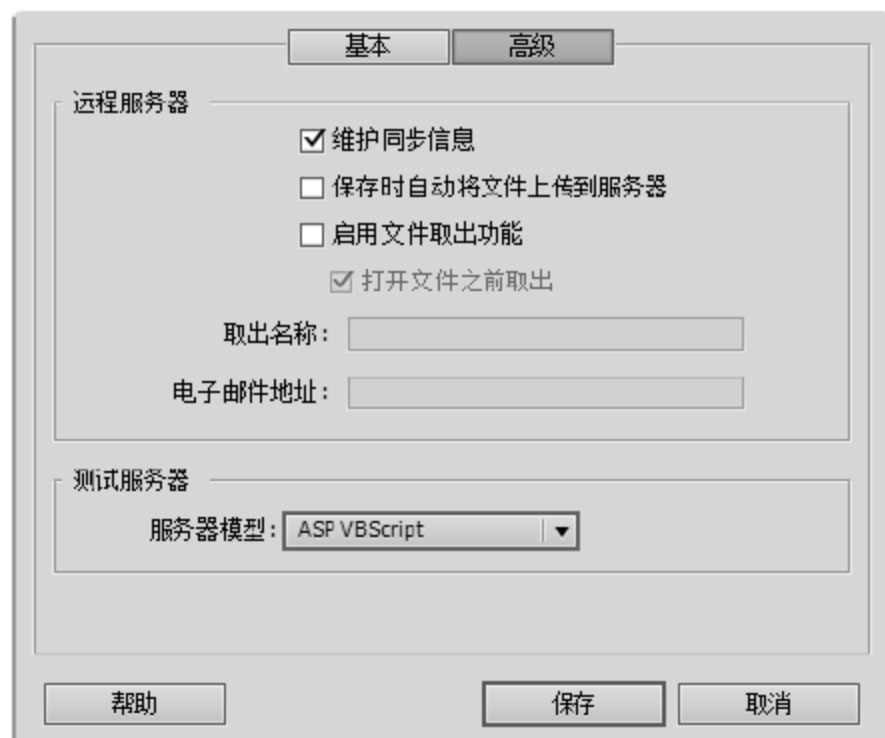 基本 高级
远程服务器
维护同步信息
保存时自动将文件上传到服务器
启用文件取出功能
打开文件之前取出
取出名称：
电子邮件地址：
测试服务器
服务器模型：ASP VBScript
帮助 保存 取消